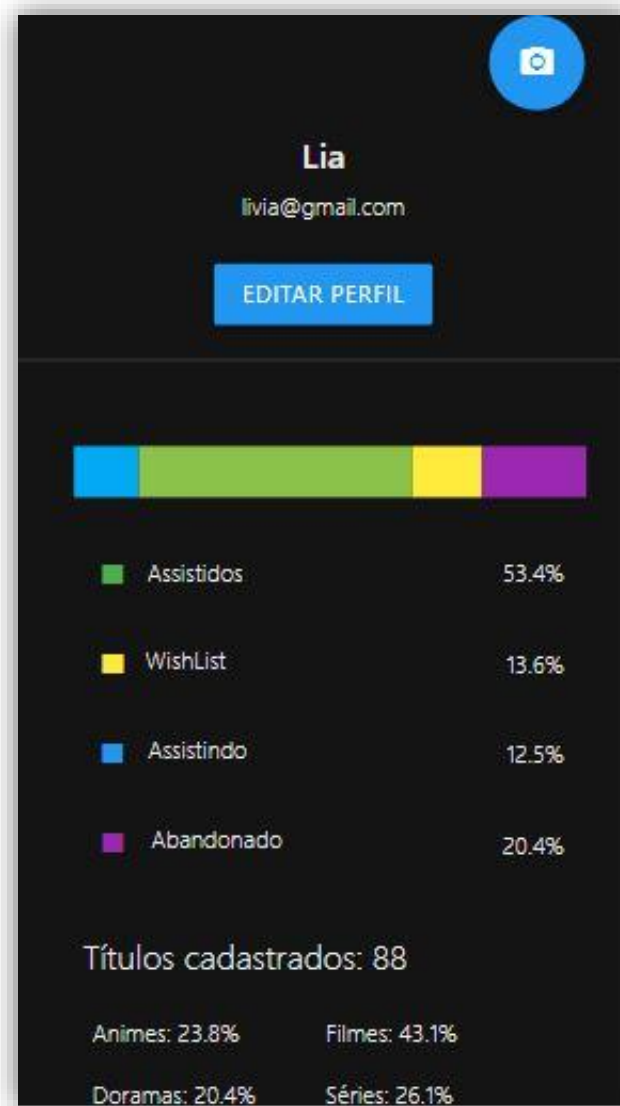 Lia
livia@gmail.com
EDITAR PERFIL
Assistidos 53.4%
WishList 13.6%
Assistindo 12.5%
Abandonado 20.4%
Títulos cadastrados: 88
Animes: 23.8% Filmes: 43.1%
Doramas: 20.4% Séries: 26.1%